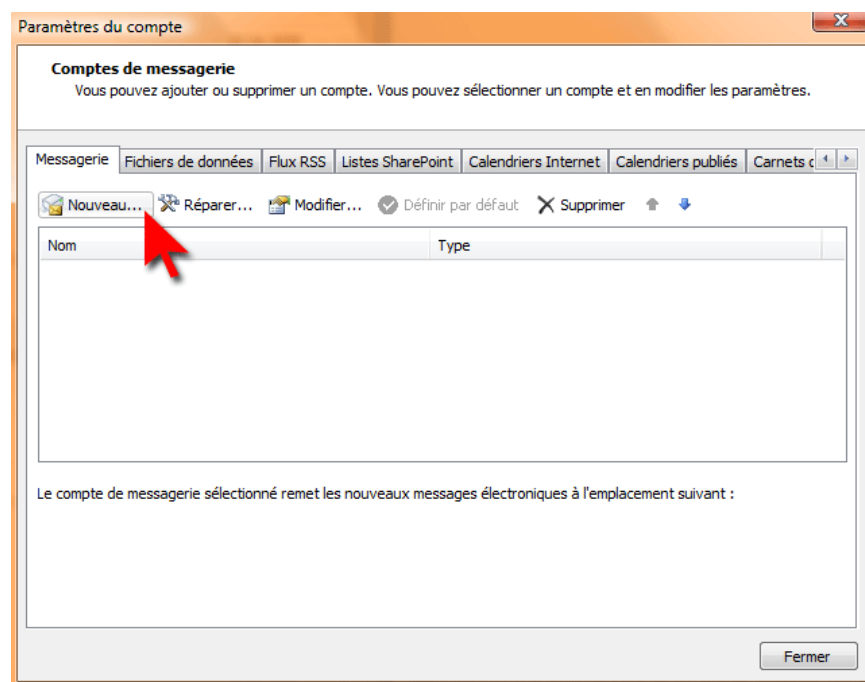 Paramètres du compte
Comptes de messagerie
Vous pouvez ajouter ou supprimer un compte. Vous pouvez sélectionner un compte et en modifier les paramètres.
Messagerie Fichiers de données Flux RSS Listes SharePoint Calendriers Internet Calendriers publiés Carnets
Nouveau... Réparer... Modifier... Définir par défaut Supprimer
Nom Type
Le compte de messagerie sélectionné remet les nouveaux messages électroniques à l'emplacement suivant :
Fermer